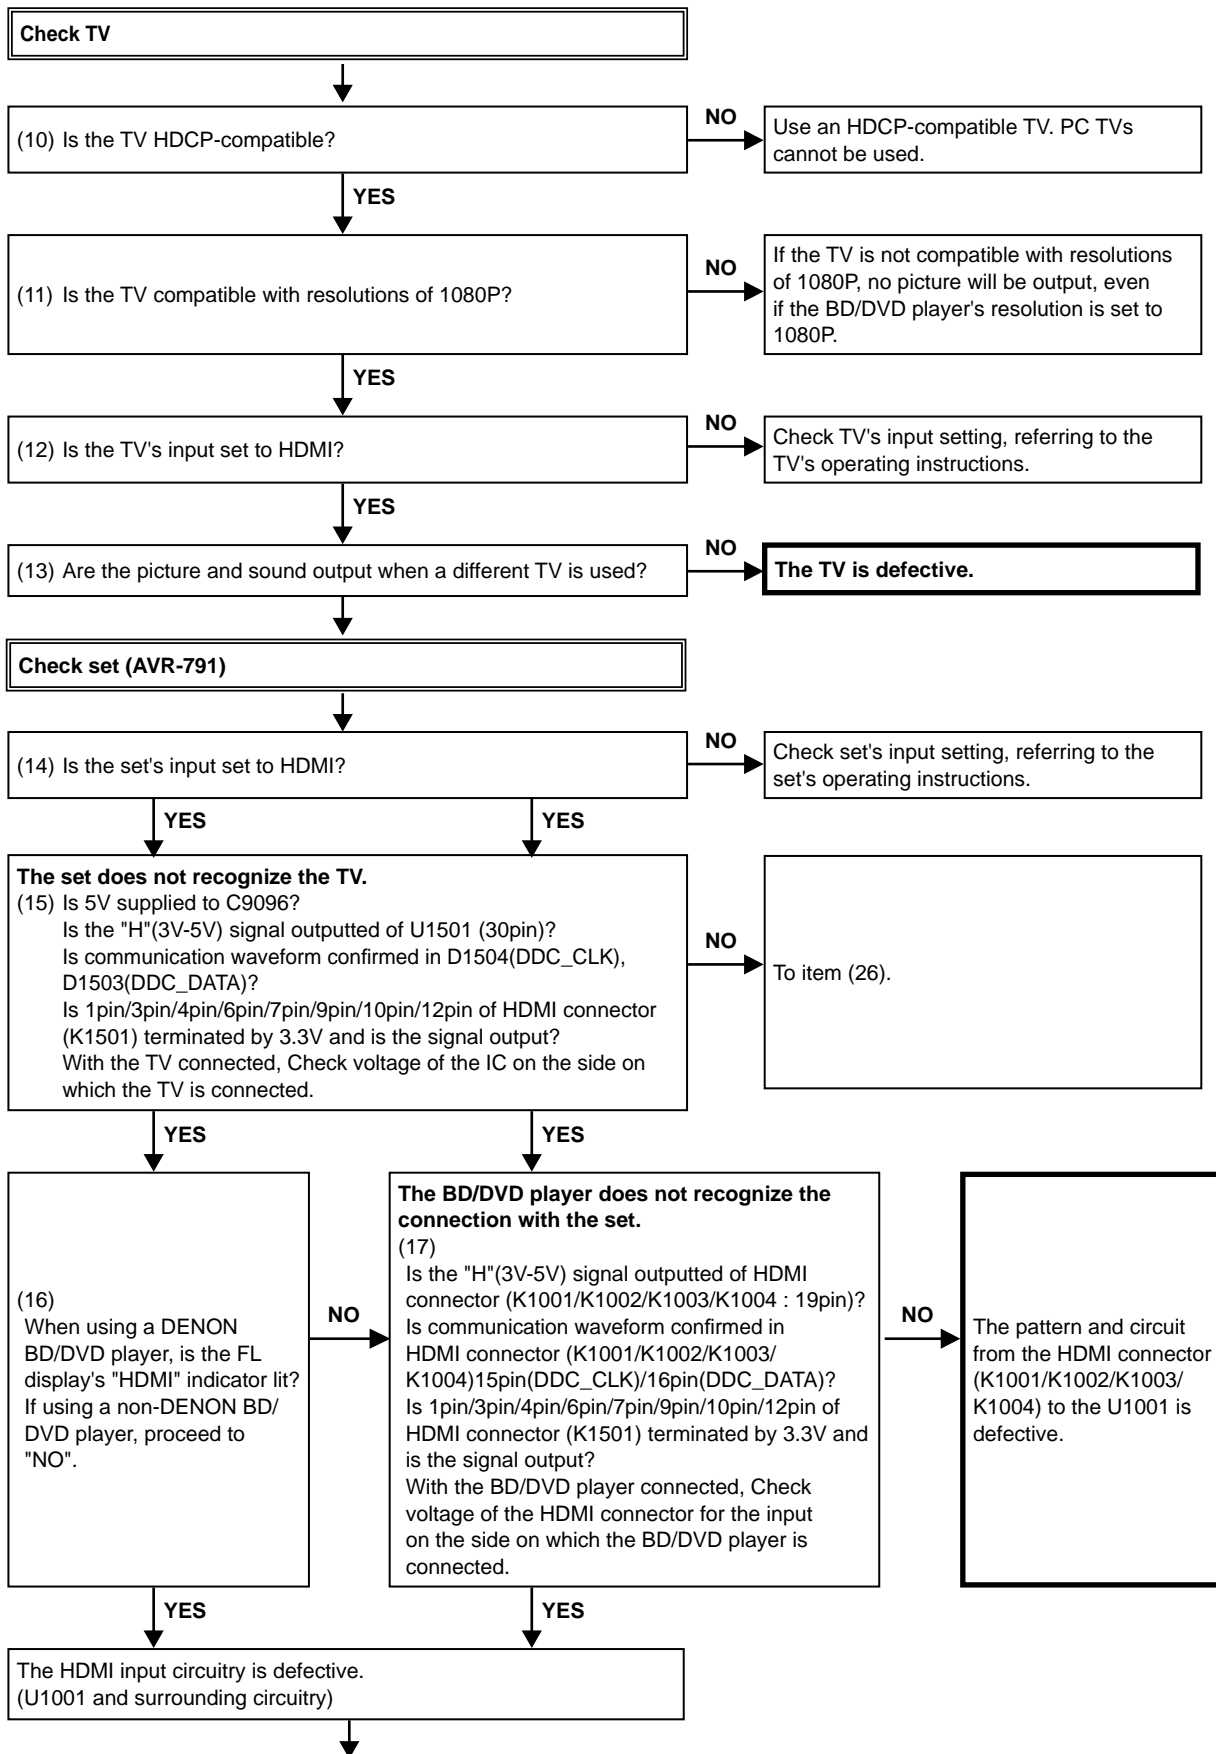 Check TV
(10) Is the TV HDCP-compatible?
NO
Use an HDCP-compatible TV. PC TVs
cannot be used.
YES
(11) Is the TV compatible with resolutions of 1080P?
NO
If the TV is not compatible with resolutions
of 1080P, no picture will be output, even
if the BD/DVD player's resolution is set to
1080P.
YES
(12) Is the TV's input set to HDMI?
NO
Check TV's input setting, referring to the
TV's operating instructions.
YES
(13) Are the picture and sound output when a different TV is used?
NO
The TV is defective.
Check set (AVR-791)
(14) Is the set's input set to HDMI?
NO
Check set's input setting, referring to the
set's operating instructions.
YES
YES
The set does not recognize the TV.
(15) Is 5V supplied to C9096?
Is the "H"(3V-5V) signal outputted of U1501 (30pin)?
Is communication waveform confirmed in D1504(DDC_CLK),
D1503(DDC_DATA)?
Is 1pin/3pin/4pin/6pin/7pin/9pin/10pin/12pin of HDMI connector
(K1501) terminated by 3.3V and is the signal output?
With the TV connected, Check voltage of the IC on the side on
which the TV is connected.
NO
To item (26).
YES
YES
(16)
When using a DENON
BD/DVD player, is the FL
display's "HDMI" indicator lit?
If using a non-DENON BD/
DVD player, proceed to
"NO".
NO
The BD/DVD player does not recognize the
connection with the set.
(17)
Is the "H"(3V-5V) signal outputted of HDMI
connector (K1001/K1002/K1003/K1004 : 19pin)?
Is communication waveform confirmed in
HDMI connector (K1001/K1002/K1003/
K1004)15pin(DDC_CLK)/16pin(DDC_DATA)?
Is 1pin/3pin/4pin/6pin/7pin/9pin/10pin/12pin of
HDMI connector (K1501) terminated by 3.3V and
is the signal output?
With the BD/DVD player connected, Check
voltage of the HDMI connector for the input
on the side on which the BD/DVD player is
connected.
NO
The pattern and circuit
from the HDMI connector
(K1001/K1002/K1003/
K1004) to the U1001 is
defective.
YES
YES
The HDMI input circuitry is defective.
(U1001 and surrounding circuitry)